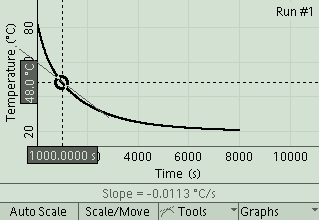 Run #1
Temperature (°C)
80
48.0 °C
20
1000.0000 s
4000
6000
8000
10000
Time (s)
Slope = -0.0113 °C/s
Auto Scale
Scale/Move
Tools
Graphs